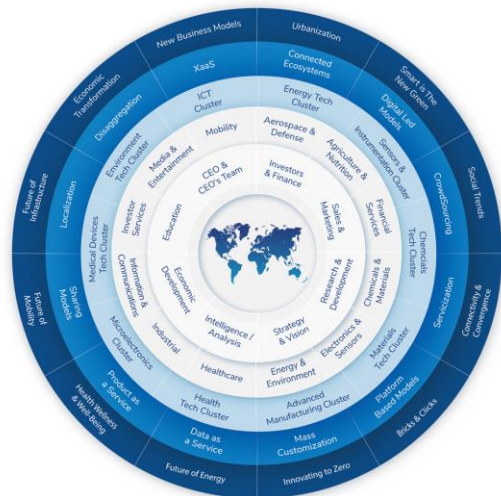 New Business Models
Urbanization
Smart is The
New Green
Social Trends
Connectivity &
Convergence
Bricks & Clicks
Innovating to Zero
Future of Energy
Health Wellness
& Well-Being
Future of
Mobility
Future of
Infrastructure
Economic
Transformation
XaaS
Connected
Ecosystems
Digital Led
Models
CrowdSourcing
Servicization
Platform
Based Models
Mass
Customization
Data as
a Service
Product as
a Service
Sharing
Models
Localization
Disaggregation
ICT
Cluster
Energy Tech
Cluster
Sensors &
Instrumentation Cluster
Chemcials
Tech Cluster
Materials
Tech Cluster
Advanced
Manufacturing Cluster
Health
Tech Cluster
Microelectronics
Cluster
Medical Devices
Tech Cluster
Environment
Tech Cluster
Mobility
Aerospace &
Defense
Agriculture &
Nutrition
Financial
Services
Chemicals &
Materials
Electronics &
Sensors
Energy &
Environment
Healthcare
Industrial
Information &
Communications
Investor
Services
Media &
Entertainment
CEO &
CEO's Team
Investors
& Finance
Sales &
Marketing
Research &
Development
Strategy
& Vision
Intelligence /
Analysis
Economic
Development
Education